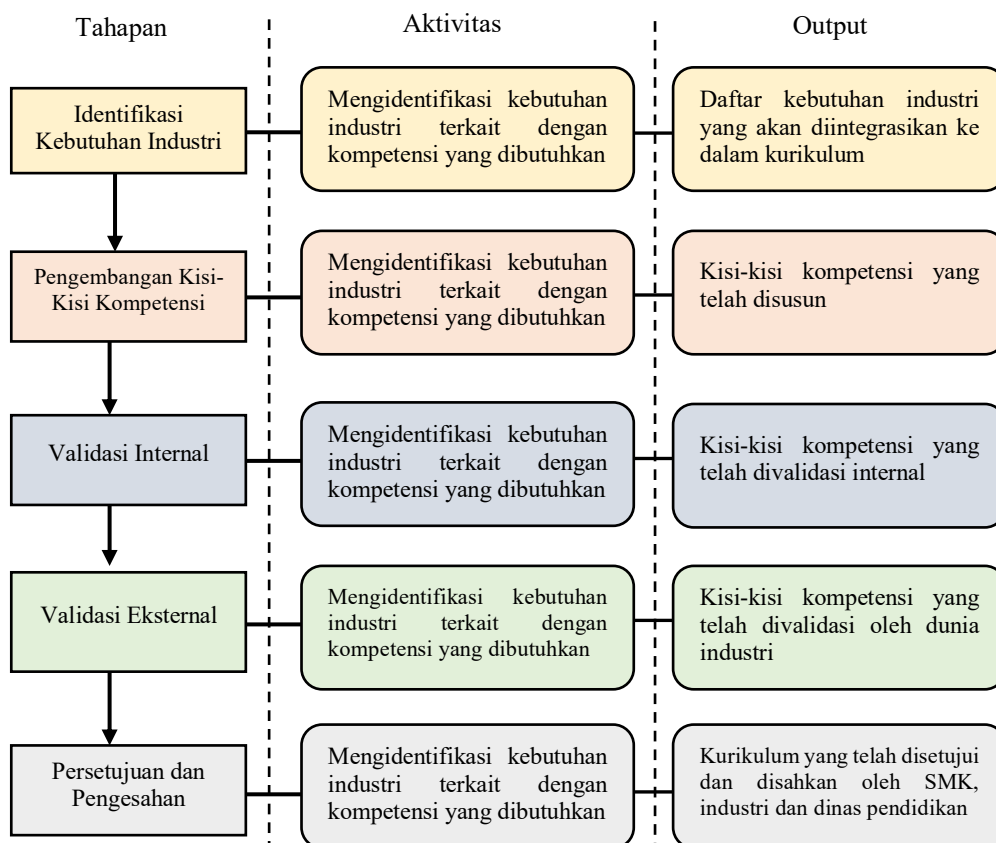 Tahapan
Aktivitas
Output
Identifikasi
Kebutuhan Industri
Mengidentifikasi kebutuhan
industri terkait dengan
kompetensi yang dibutuhkan
Daftar kebutuhan industri
yang akan diintegrasikan ke
dalam kurikulum
Pengembangan Kisi-
Kisi Kompetensi
Mengidentifikasi kebutuhan
industri terkait dengan
kompetensi yang dibutuhkan
Kisi-kisi kompetensi yang
telah disusun
Validasi Internal
Mengidentifikasi kebutuhan
industri terkait dengan
kompetensi yang dibutuhkan
Kisi-kisi kompetensi yang
telah divalidasi internal
Validasi Eksternal
Mengidentifikasi kebutuhan
industri terkait dengan
kompetensi yang dibutuhkan
Kisi-kisi kompetensi yang
telah divalidasi oleh dunia
industri
Persetujuan dan
Pengesahan
Mengidentifikasi kebutuhan
industri terkait dengan
kompetensi yang dibutuhkan
Kurikulum yang telah disetujui
dan disahkan oleh SMK,
industri dan dinas pendidikan